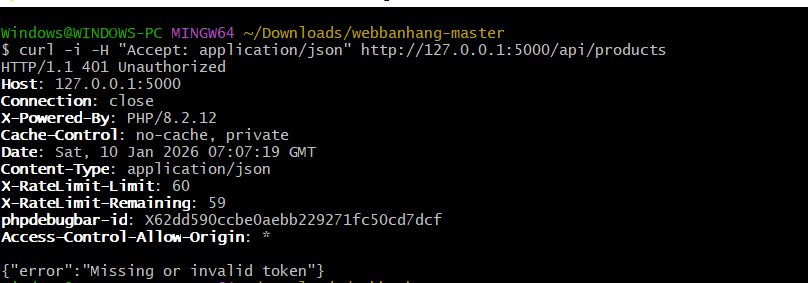 Windows@WINDOWS-PC MINGW64 ~/Downloads/webbanhang-master
$ curl -i -H "Accept: application/json" http://127.0.0.1:5000/api/products
HTTP/1.1 401 Unauthorized
Host: 127.0.0.1:5000
Connection: close
X-Powered-By: PHP/8.2.12
Cache-Control: no-cache, private
Date: Sat, 10 Jan 2026 07:07:19 GMT
Content-Type: application/json
X-RateLimit-Limit: 60
X-RateLimit-Remaining: 59
phpdebugbar-id: X62dd590ccbe0aebb229271fc50cd7dcf
Access-Control-Allow-Origin: *
{"error":"Missing or invalid token"}